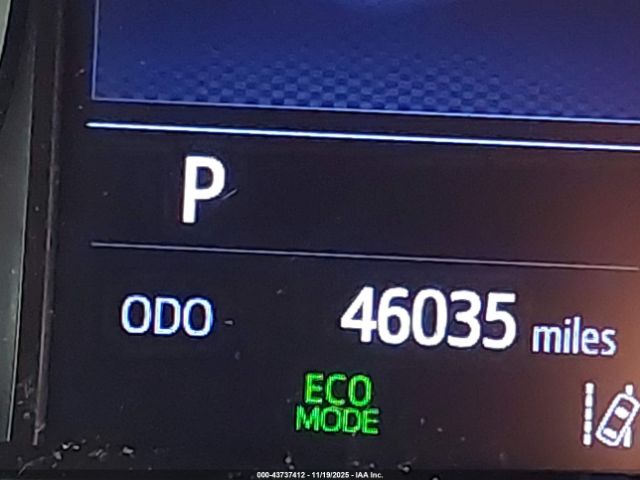 P
ODO 46035 miles
ECO
MODE
000-43737412 - 11/19/2025 - IAA Inc.